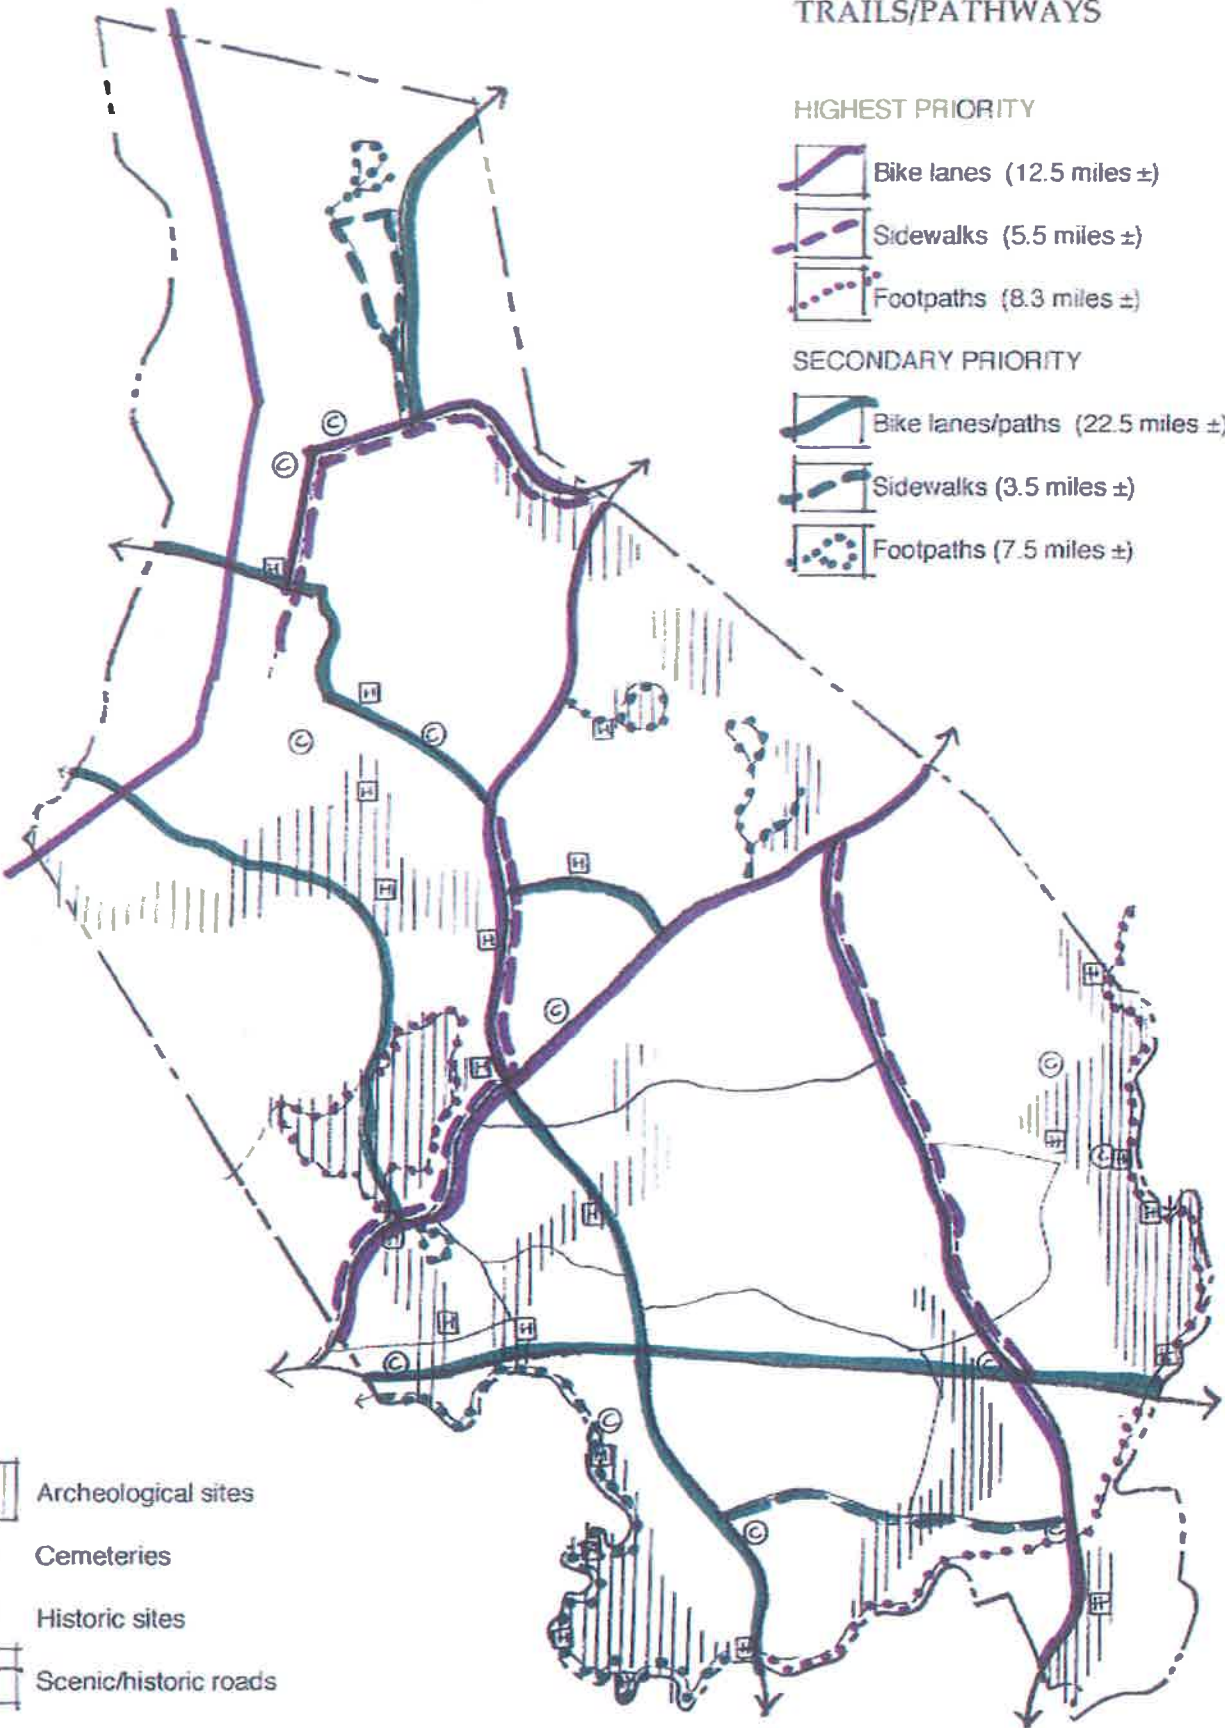 TRAILS/PATHWAYS
HIGHEST PRIORITY
Bike lanes (12.5 miles ±)
Sidewalks (5.5 miles ±)
Footpaths (8.3 miles ±)
SECONDARY PRIORITY
Bike lanes/paths (22.5 miles ±)
Sidewalks (3.5 miles ±)
Footpaths (7.5 miles ±)
C
C
H
H
C
C
H
H
H
H
H
C
H
H
C
H
C
H
H
H
H
H
H
C
C
H
C
H
C
C
H
H
H
H
Archeological sites
Cemeteries
Historic sites
Scenic/historic roads